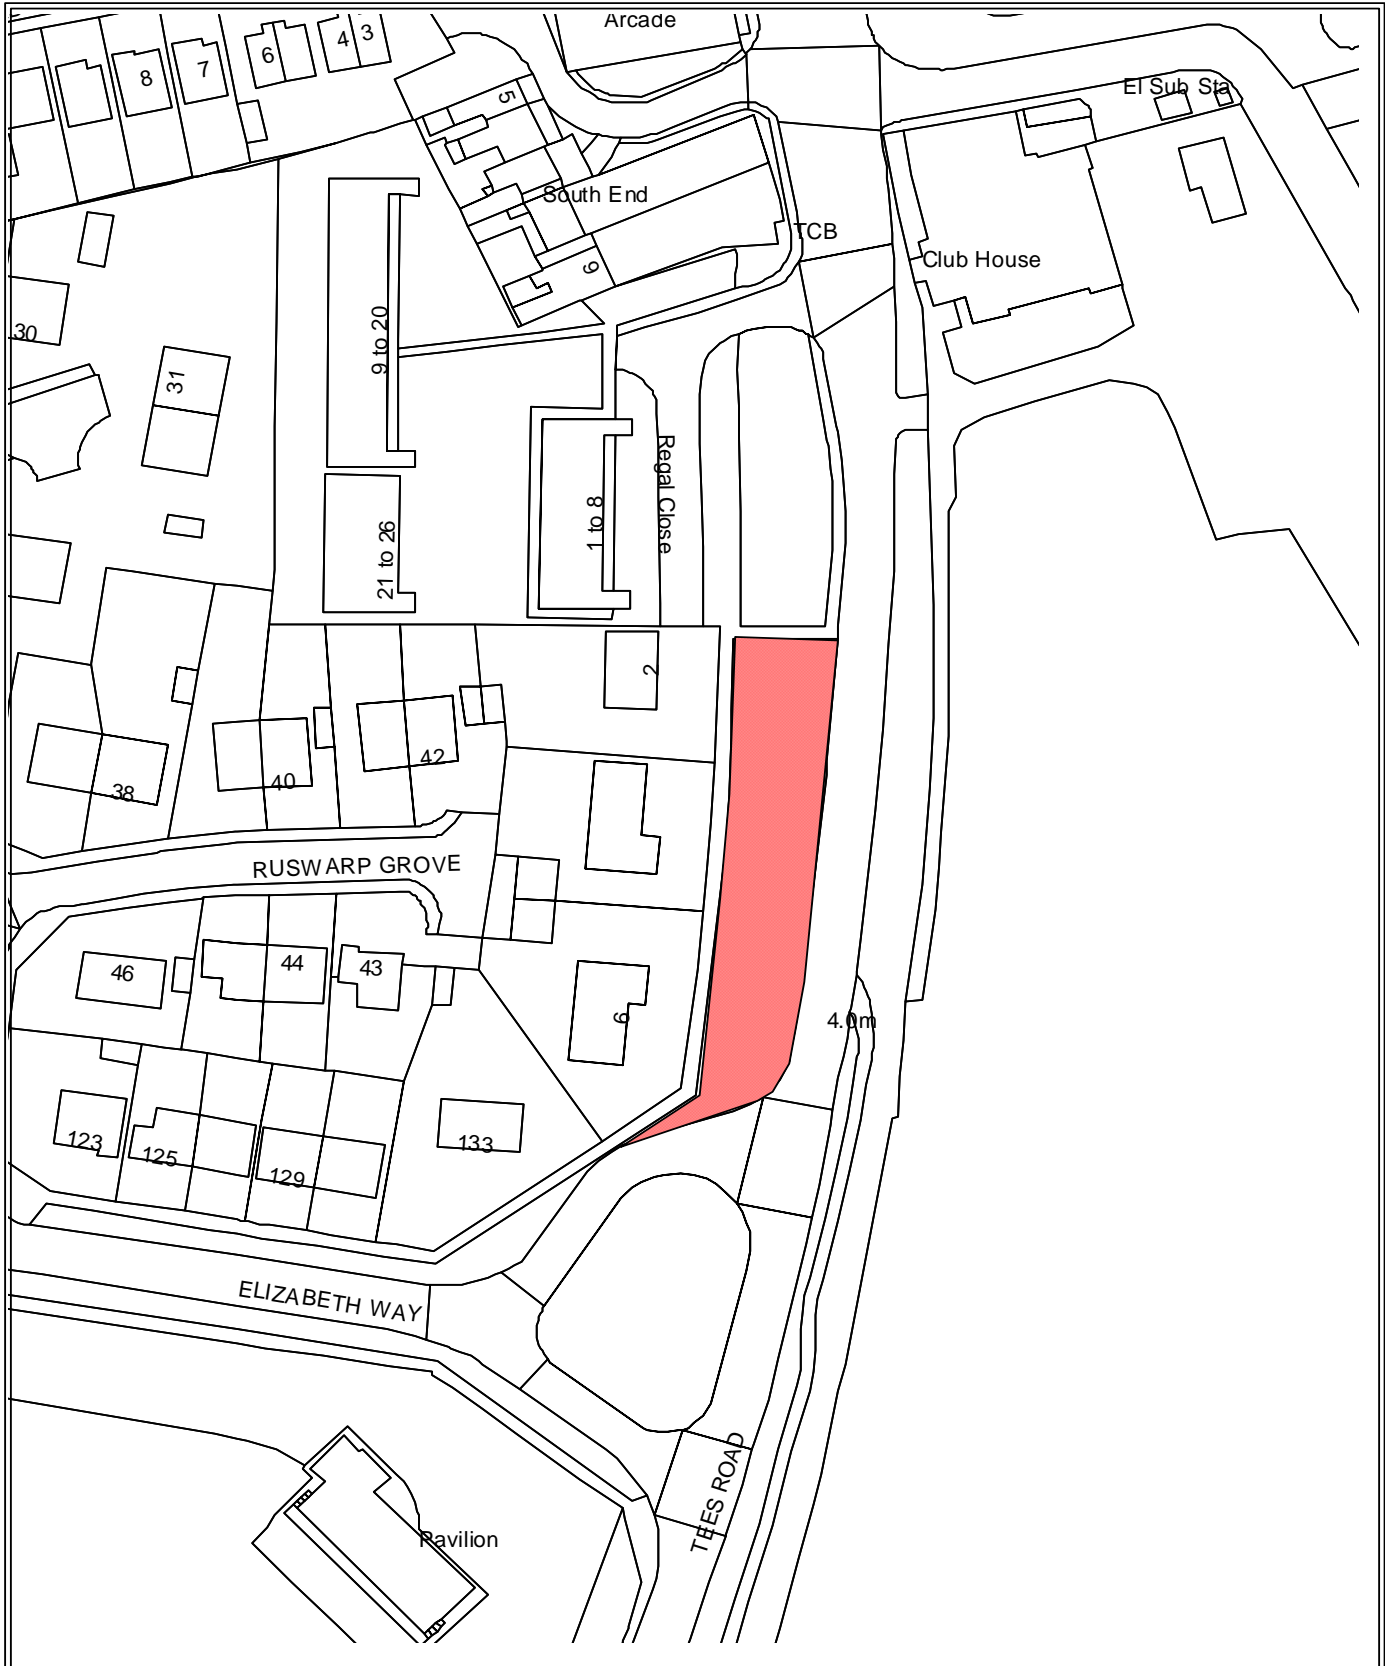 Arcade
3
4
6
7
8
El Sub Sta
5
South End
TCB
Club House
9
30
9 to 20
31
Regal Close
1 to 8
21 to 26
2
42
40
38
RUSWARP GROVE
46
44
43
6
4.0m
123
125
129
133
ELIZABETH WAY
TEES ROAD
Pavilion